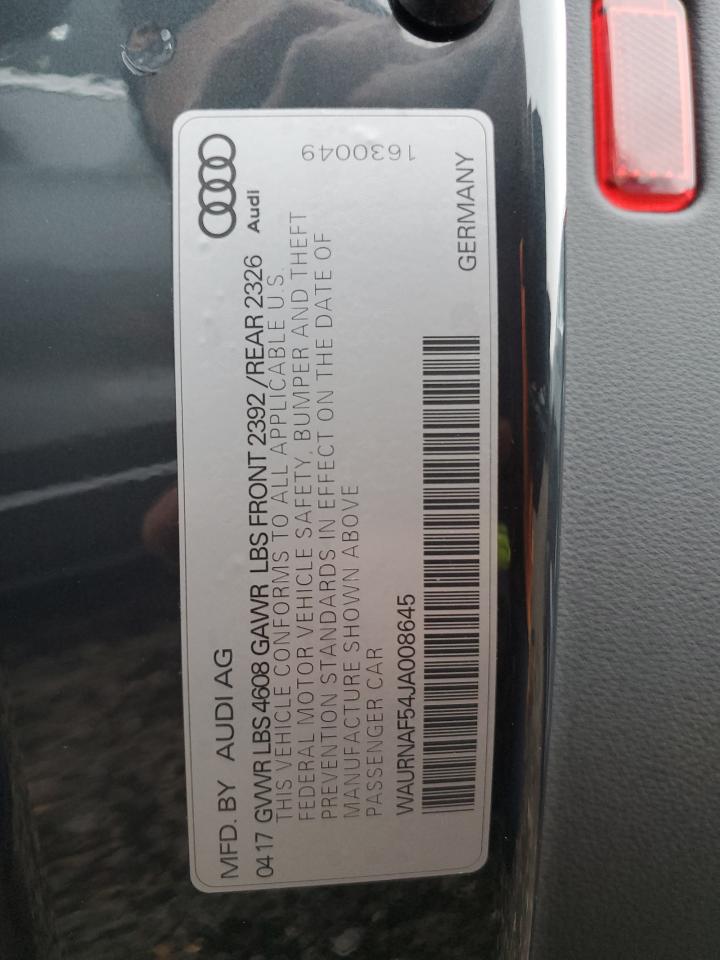 MFD. BY AUDI AG
Audi
0417 GVWR LBS 4608 GAWR LBS FRONT 2392 /REAR 2326
THIS VEHICLE CONFORMS TO ALL APPLICABLE U.S.
FEDERAL MOTOR VEHICLE SAFETY, BUMPER AND THEFT
PREVENTION STANDARDS IN EFFECT ON THE DATE OF
MANUFACTURE SHOWN ABOVE
PASSENGER CAR
1630049
WAURNAF54JA008645
GERMANY